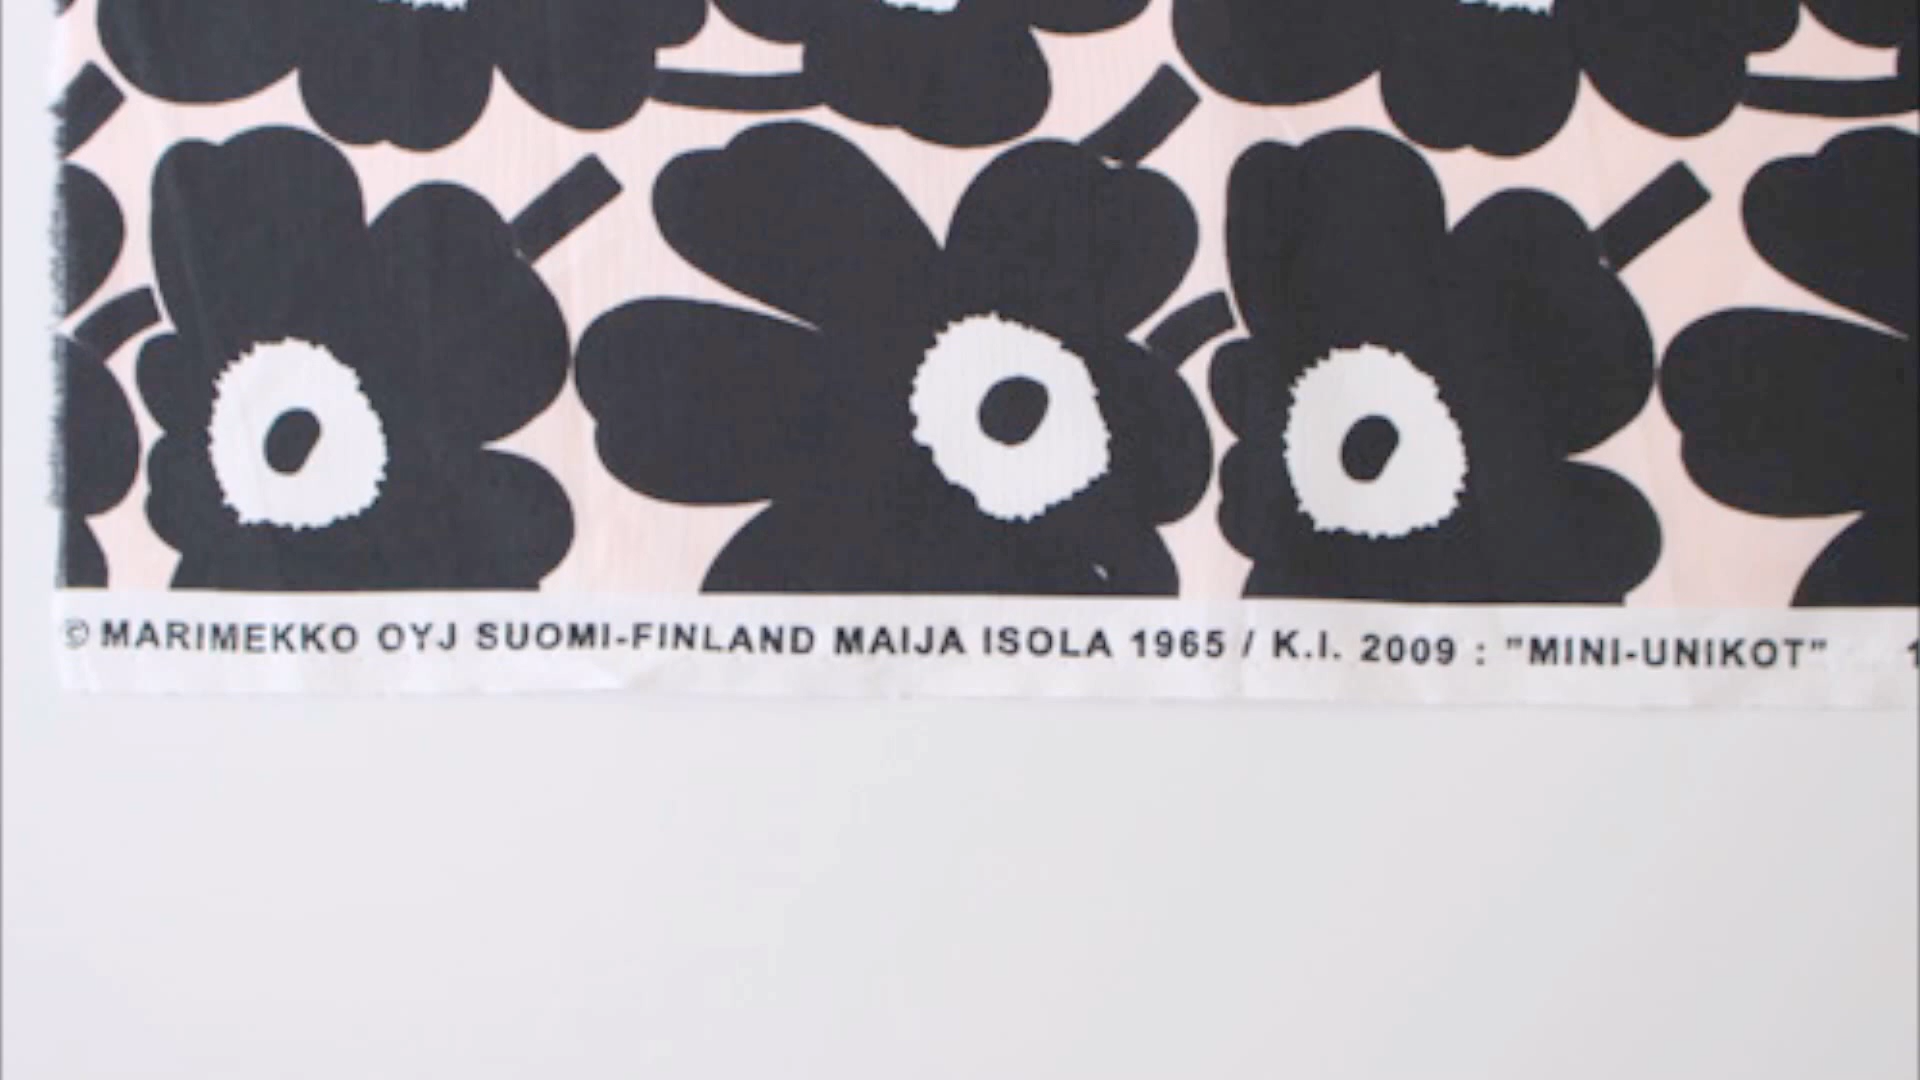 © MARIMEKKO OYJ SUOMI-FINLAND MAIJA ISOLA 1965 / K.I. 2009 : "MINI-UNIKOT"